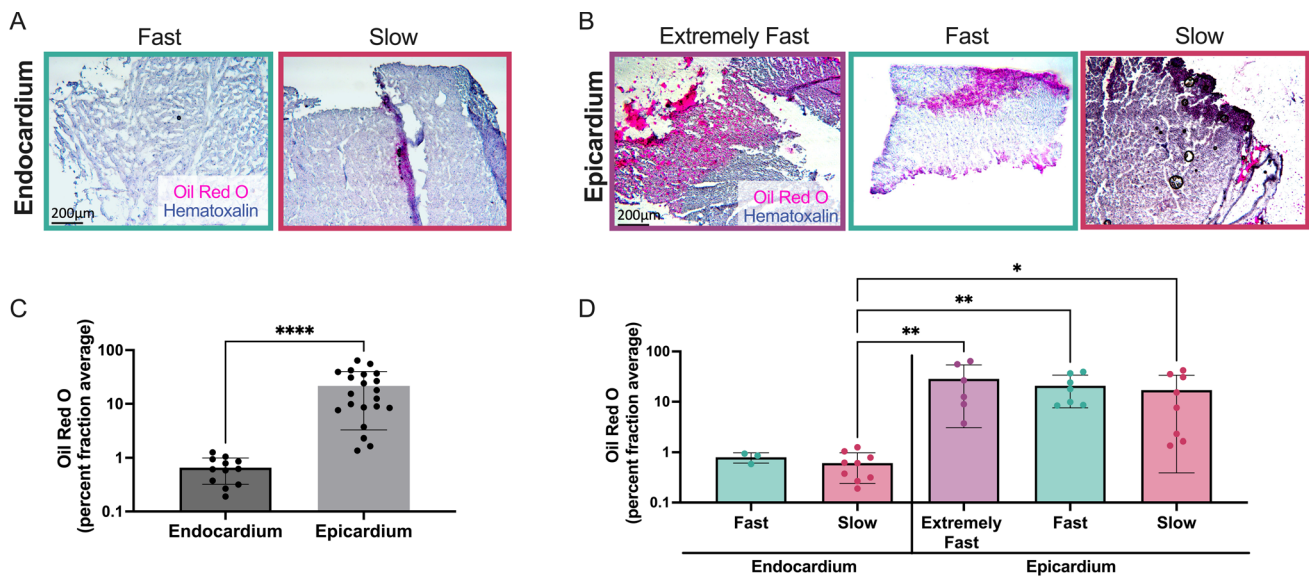 A
Fast
Slow
Endocardium
Oil Red O
Hematoxalin
200µm
B
Extremely Fast
Fast
Slow
Epicardium
Oil Red O
Hematoxalin
200µm
C
Oil Red O
(percent fraction average)
100
10
1
0.1
****
Endocardium
Epicardium
D
Oil Red O
(percent fraction average)
100
10
1
0.1
*
**
**
Fast
Slow
Extremely
Fast
Fast
Slow
Endocardium
Epicardium